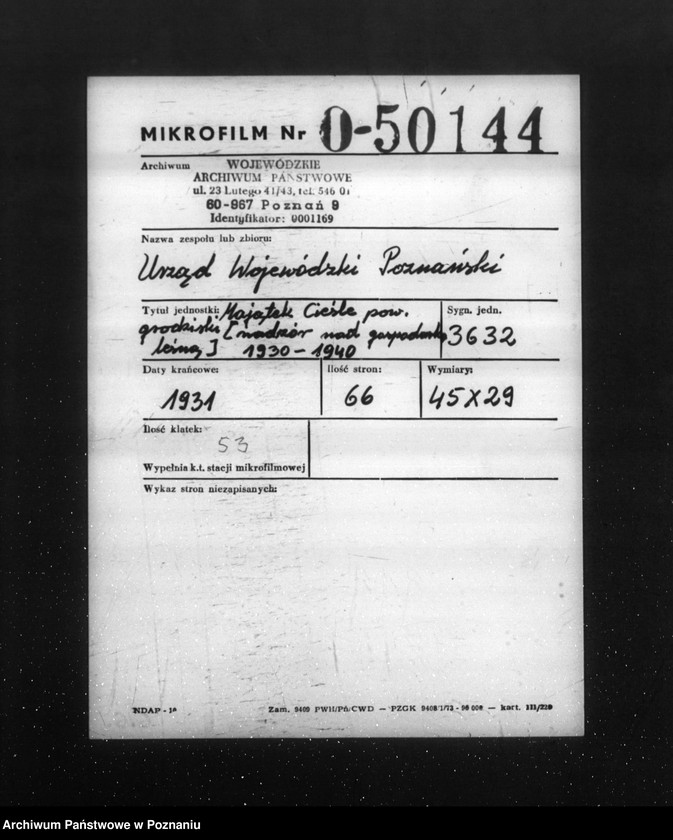 MIKROFILM Nr 0-50144
Archiwum WOJEWÓDZKIE
ARCHIWUM PAŃSTWOWE
ul. 23 Lutego 41/43, tel. 546 01
60-967 Poznań 9
Identyfikator: 0001169
Nazwa zespołu lub zbioru:
Urząd Wojewódzki Poznański
Tytuł jednostki: Majątek Cieśle pow.
grodziski [nadzór nad gospodarką
leśną] 1930-1940
Sygn. jedn.
3632
Daty krańcowe:
1931
Ilość stron:
66
Wymiary:
45x29
Ilość klatek:
53
Wypełnia k.t. stacji mikrofilmowej
Wykaz stron niezapisanych:
NDAP - 18
Zam. 9409 PWH/Pń/CWD — PZGK 9408/1/73 - 96 008 — kart. 111/229
Archiwum Państwowe w Poznaniu